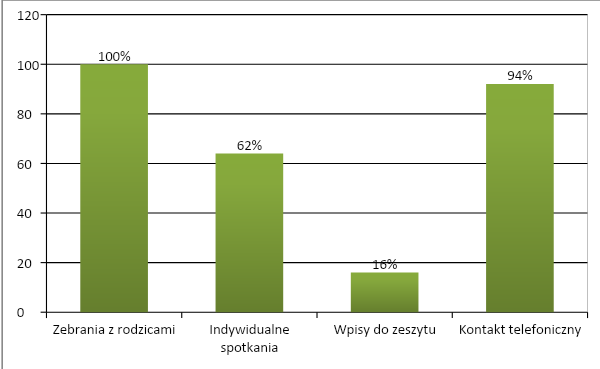 120
100
80
60
40
20
0
100%
62%
16%
94%
Zebrania z rodzicami
Indywidualne
spotkania
Wpisy do zeszytu
Kontakt telefoniczny